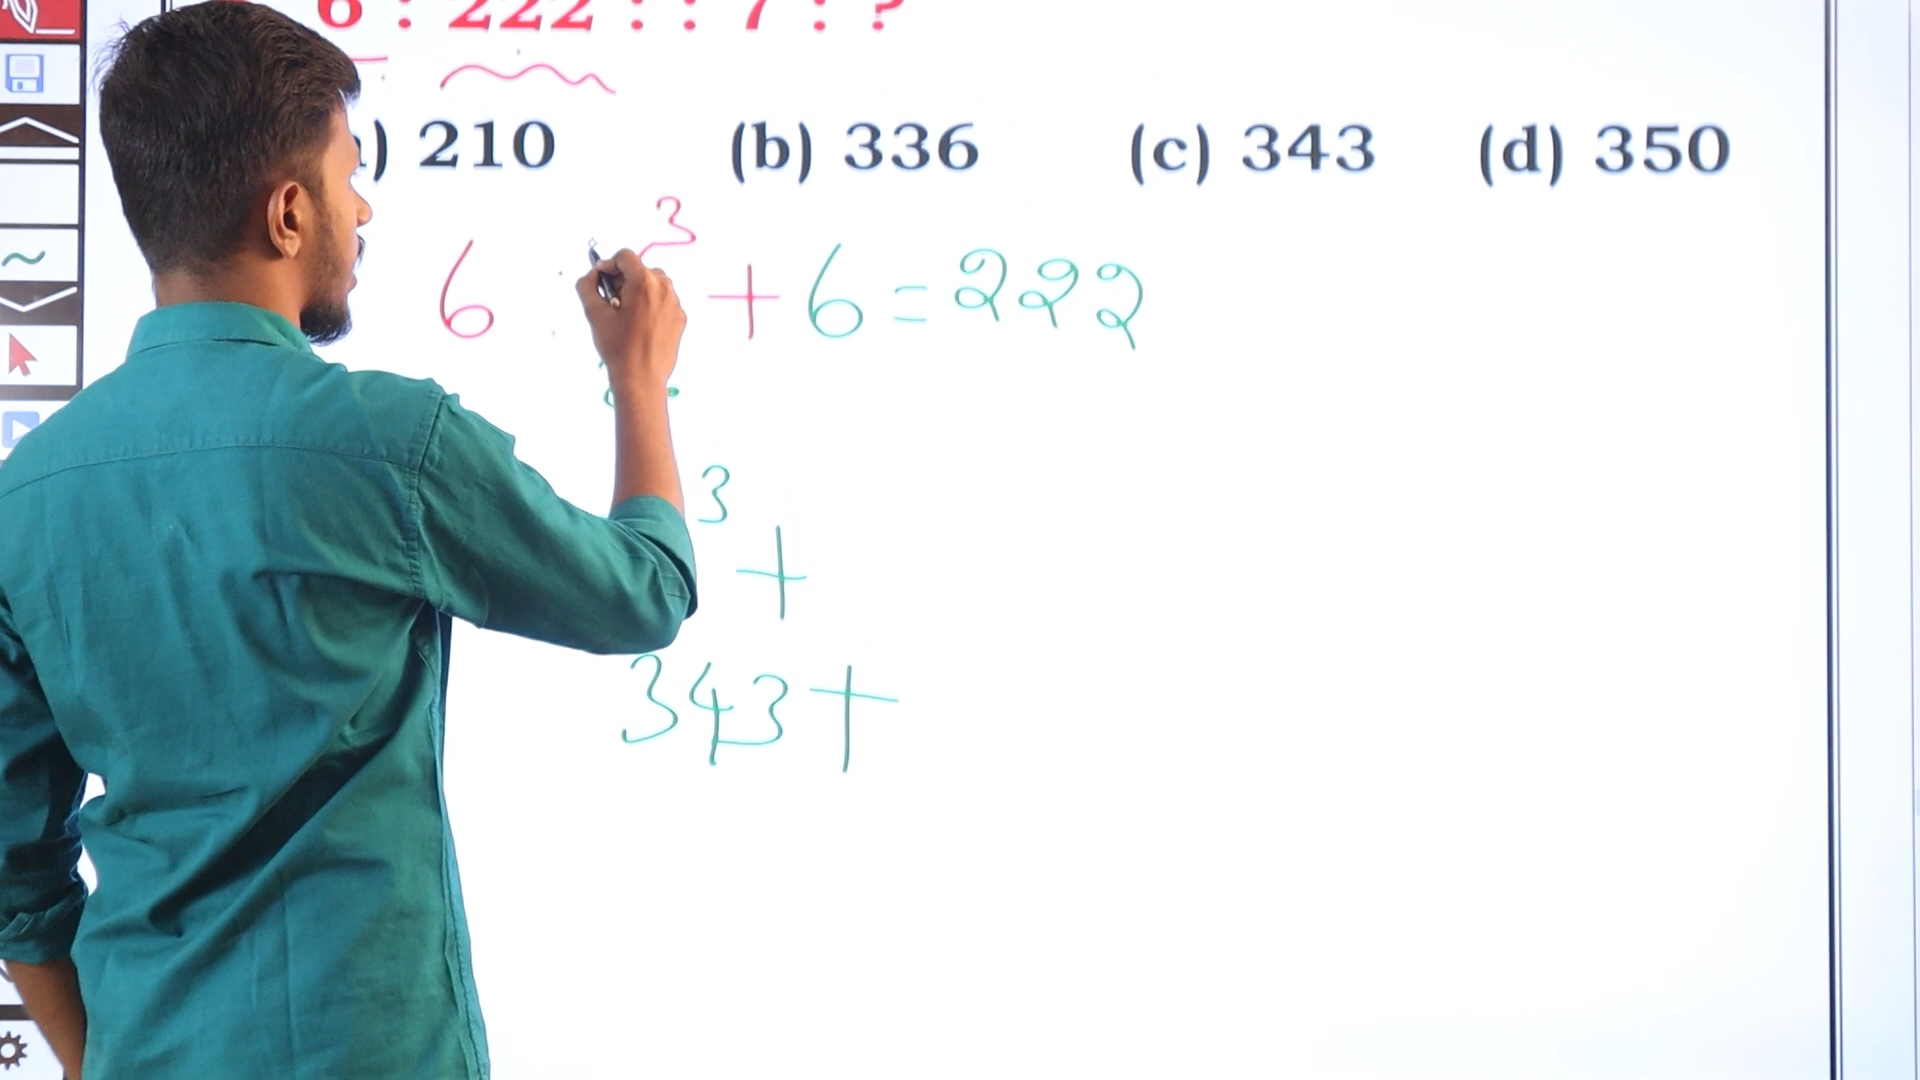 6 : 222 : : 7 : ?
) 210 (b) 336 (c) 343 (d) 350
6 : 3 + 6 = 222
3 +
343 +